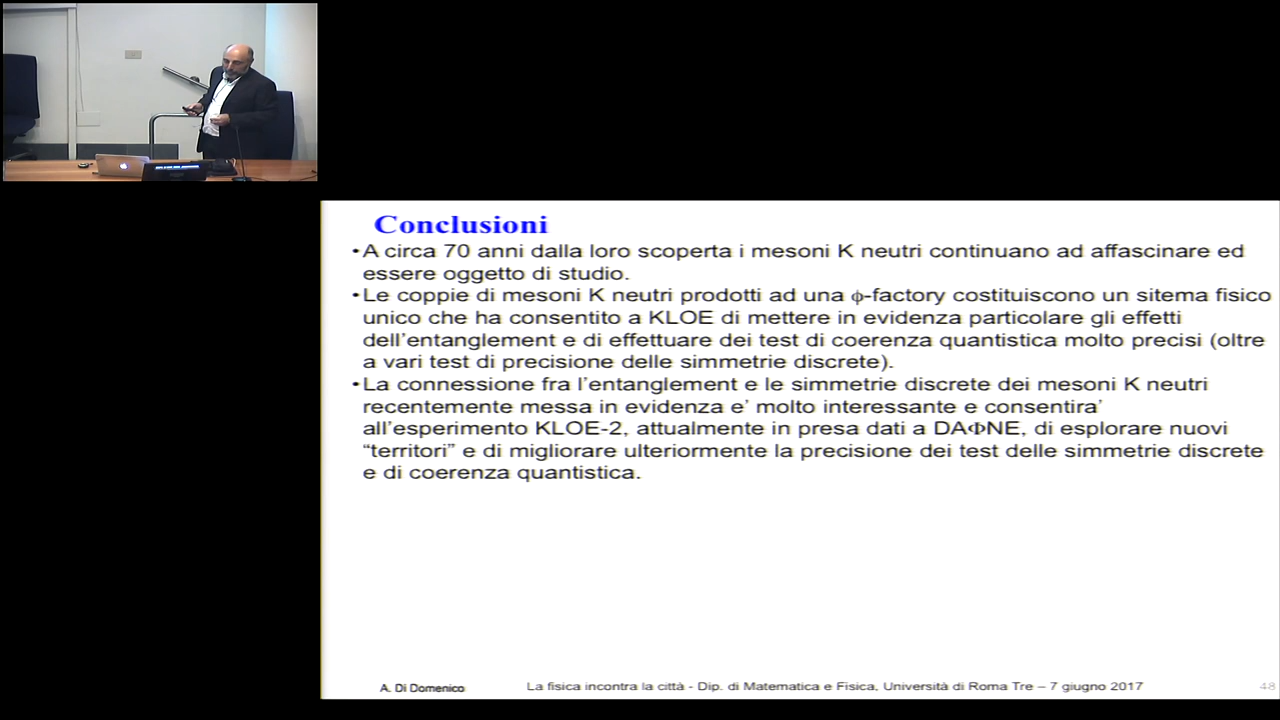 Conclusioni
•A circa 70 anni dalla loro scoperta i mesoni K neutri continuano ad affascinare ed
essere oggetto di studio.
•Le coppie di mesoni K neutri prodotti ad una ϕ-factory costituiscono un sitema fisico
unico che ha consentito a KLOE di mettere in evidenza particolare gli effetti
dell'entanglement e di effettuare dei test di coerenza quantistica molto precisi (oltre
a vari test di precisione delle simmetrie discrete).
•La connessione fra l'entanglement e le simmetrie discrete dei mesoni K neutri
recentemente messa in evidenza e' molto interessante e consentira'
all'esperimento KLOE-2, attualmente in presa dati a DAΦNE, di esplorare nuovi
"territori" e di migliorare ulteriormente la precisione dei test delle simmetrie discrete
e di coerenza quantistica.
A. Di Domenico
La fisica incontra la città - Dip. di Matematica e Fisica, Università di Roma Tre – 7 giugno 2017
48